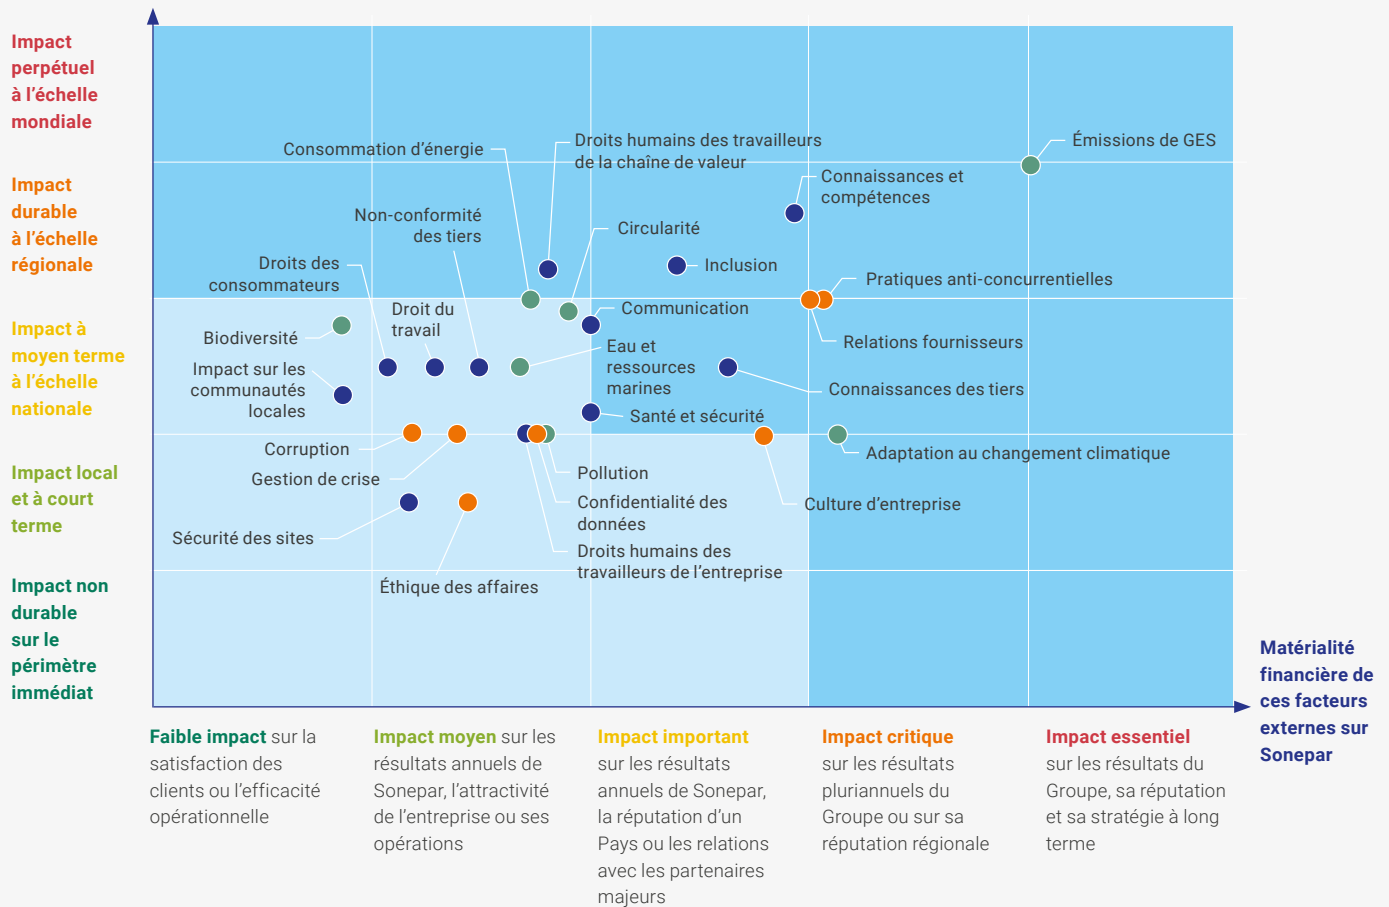 Impact
perpétuel
à l'échelle
mondiale
Impact
durable
à l'échelle
régionale
Impact à
moyen terme
à l'échelle
nationale
Impact local
et à court
terme
Impact non
durable
sur le
périmètre
immédiat
Consommation d'énergie
Droits humains des travailleurs
de la chaîne de valeur
Émissions de GES
Connaissances et
compétences
Non-conformité
des tiers
Circularité
Droits des
consommateurs
Inclusion
Pratiques anti-concurrentielles
Droit du
travail
Communication
Biodiversité
Relations fournisseurs
Eau et
ressources
marines
Impact sur les
communautés
locales
Connaissances des tiers
Santé et sécurité
Corruption
Adaptation au changement climatique
Gestion de crise
Pollution
Confidentialité des
données
Culture d'entreprise
Sécurité des sites
Droits humains des
travailleurs de l'entreprise
Éthique des affaires
Matérialité
financière de
ces facteurs
externes sur
Sonepar
Faible impact sur la
satisfaction des
clients ou l'efficacité
opérationnelle
Impact moyen sur les
résultats annuels de
Sonepar, l'attractivité
de l'entreprise ou ses
opérations
Impact important
sur les résultats
annuels de Sonepar,
la réputation d'un
Pays ou les relations
avec les partenaires
majeurs
Impact critique
sur les résultats
pluriannuels du
Groupe ou sur sa
réputation régionale
Impact essentiel
sur les résultats du
Groupe, sa réputation
et sa stratégie à long
terme